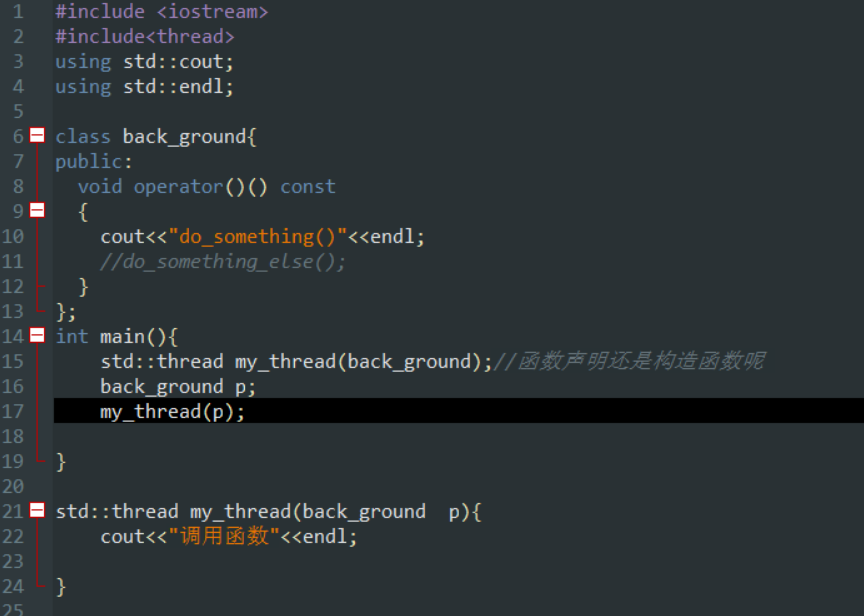 1 #include <iostream>
2 #include<thread>
3 using std::cout;
4 using std::endl;
5
6 class back_ground{
7 public:
8   void operator()() const
9   {
10     cout<<"do_something()"<<endl;
11     //do_something_else();
12   }
13 };
14 int main(){
15     std::thread my_thread(back_ground);//函数声明还是构造函数呢
16     back_ground p;
17     my_thread(p);
18
19 }
20
21 std::thread my_thread(back_ground  p){
22     cout<<"调用函数"<<endl;
23
24 }
25